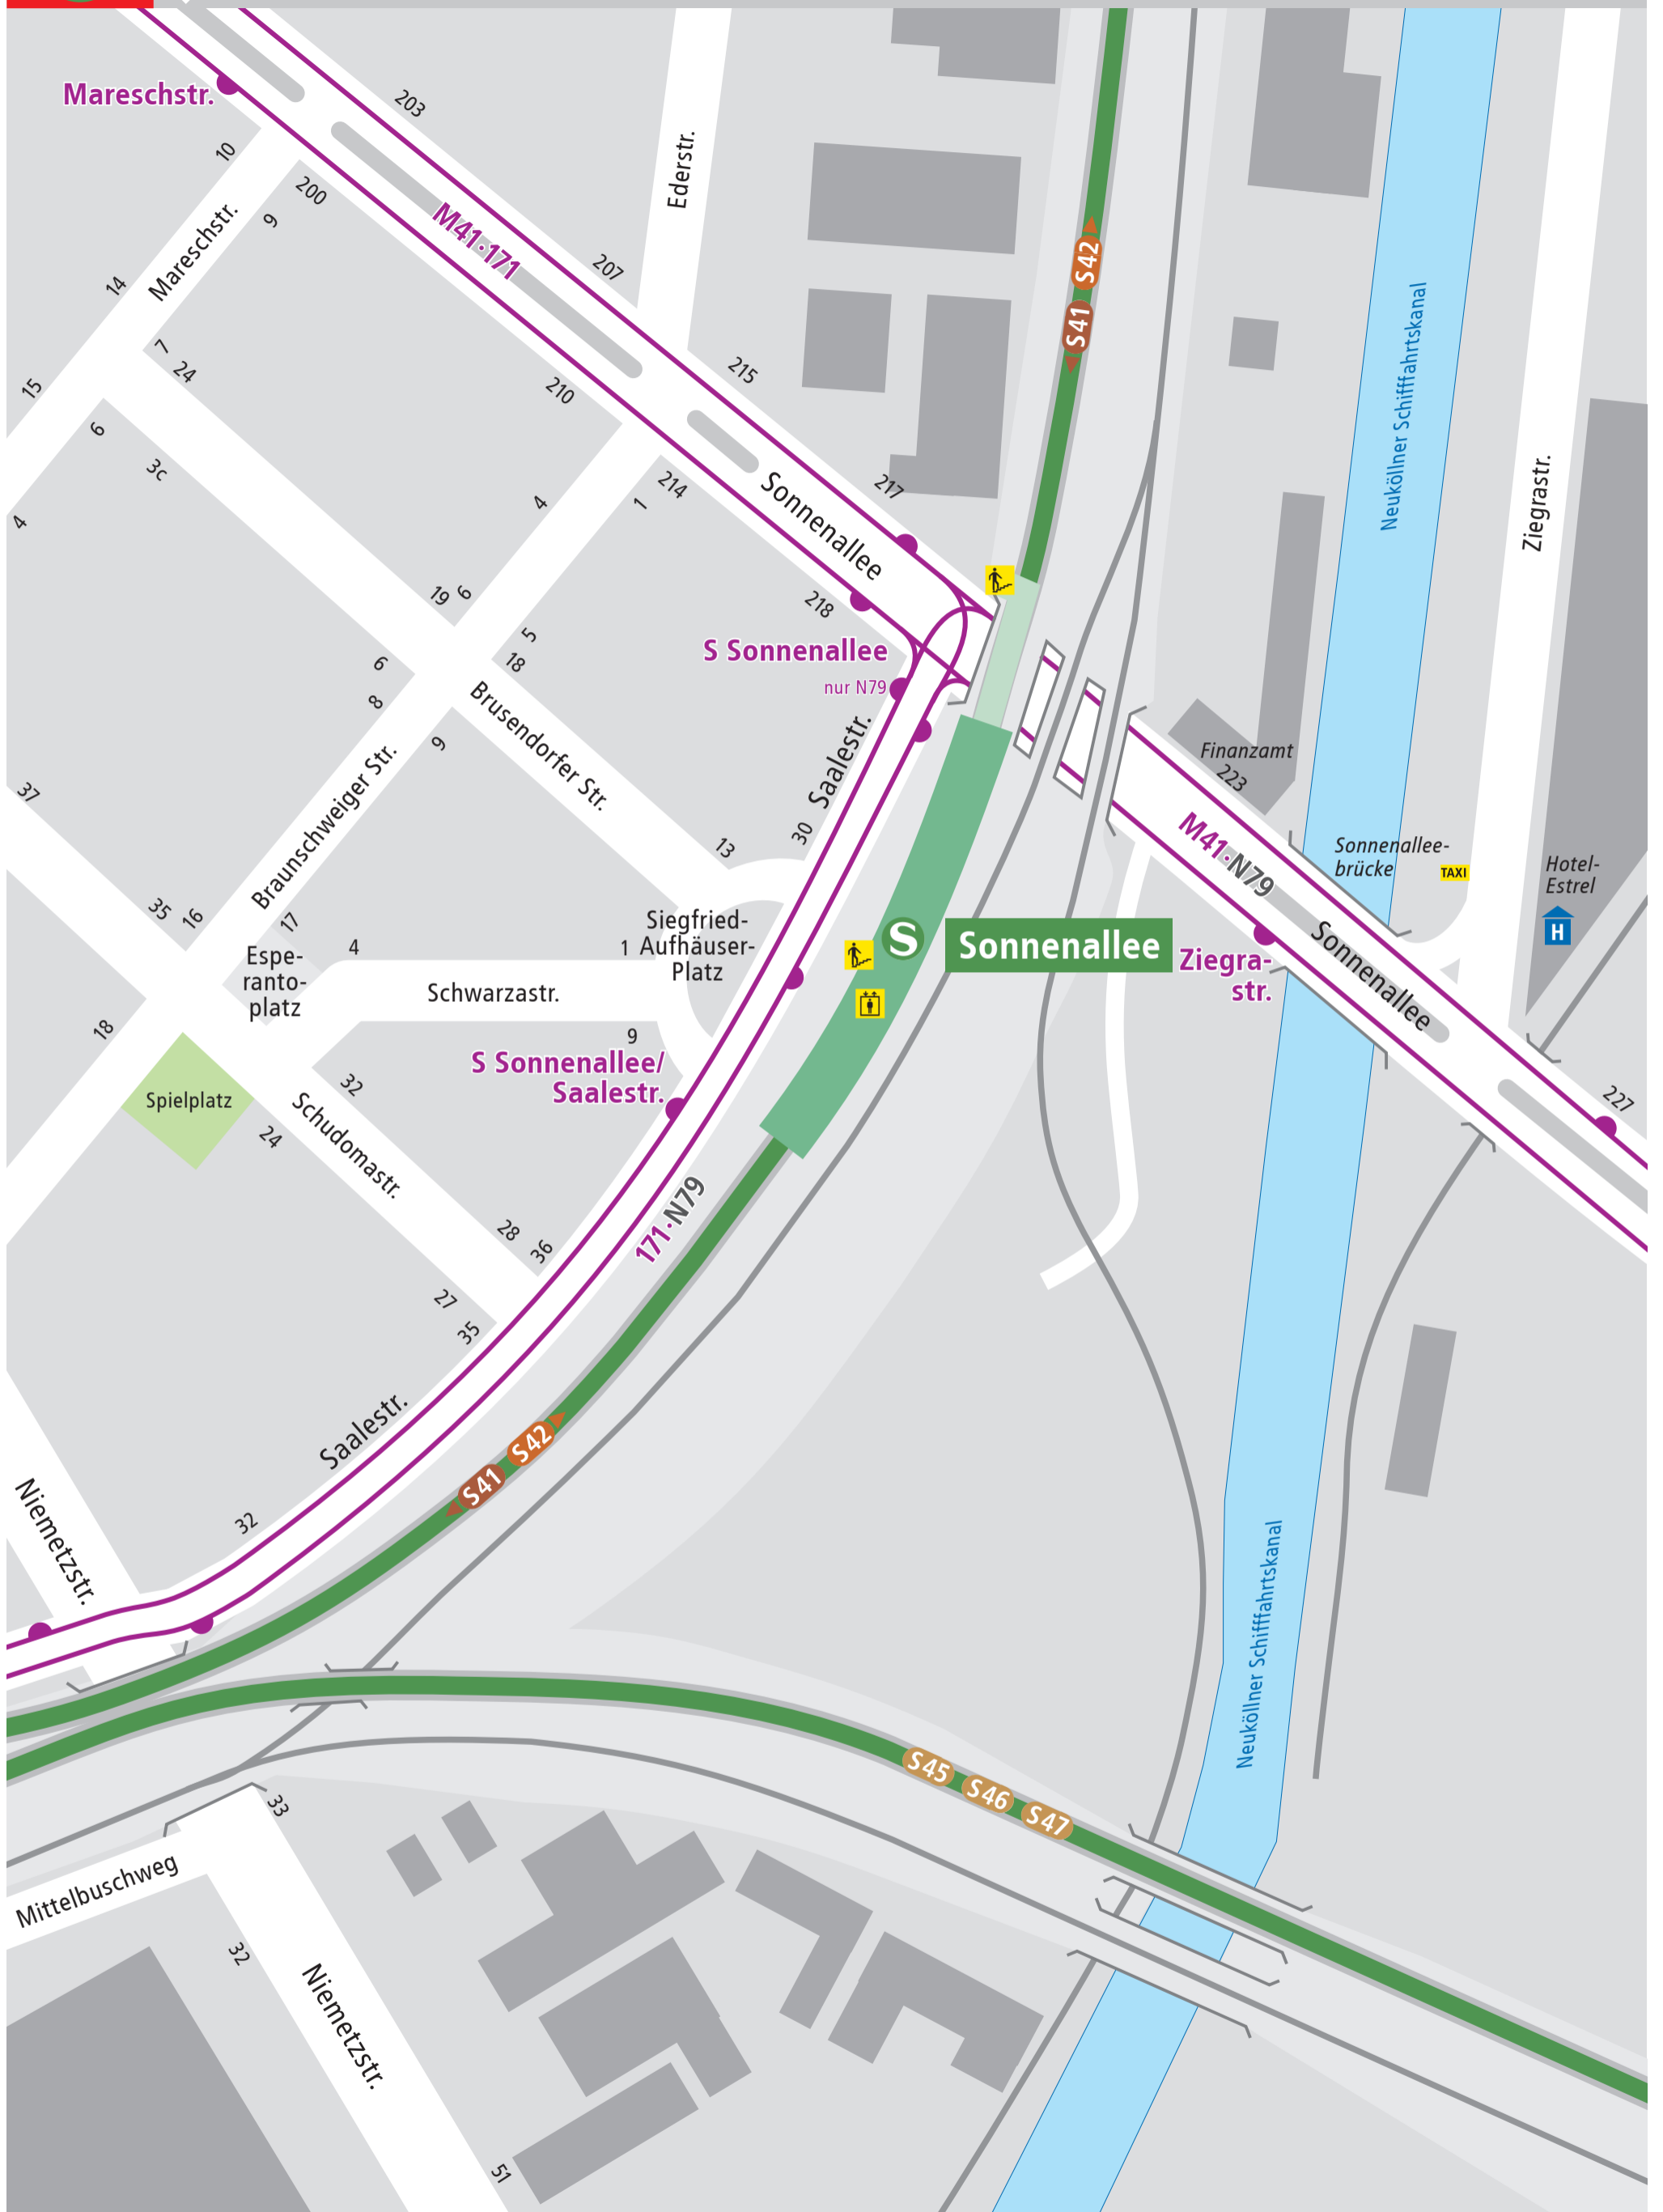 Mareschstr.
203
10
200
9
Mareschstr.
14
M41·171
Ederstr.
207
S42
S41
7
24
15
6
3c
4
210
215
4
1
214
Sonnenallee
217
218
Neuköllner Schifffahrtskanal
Ziegrastr.
19
6
5
18
6
8
S Sonnenallee
nur N79
Brusendorfer Str.
9
Saalestr.
Braunschweiger Str.
37
30
13
Finanzamt
223
M41·N79
Sonnenallee-
brücke
TAXI
Hotel-
Estrel
H
35
16
17
Espe-
ranto-
platz
4
1
Siegfried-
Aufhäuser-
Platz
S
Sonnenallee
Ziegra-
str.
Sonnenallee
Schwarzastr.
18
9
S Sonnenallee/
Saalestr.
Spielplatz
32
24
Schudomastr.
227
171·N79
28
36
27
35
Saalestr.
S42
S41
Niemetzstr.
32
Neuköllner Schifffahrtskanal
S45
S46
S47
33
Mittelbuschweg
32
Niemetzstr.
51